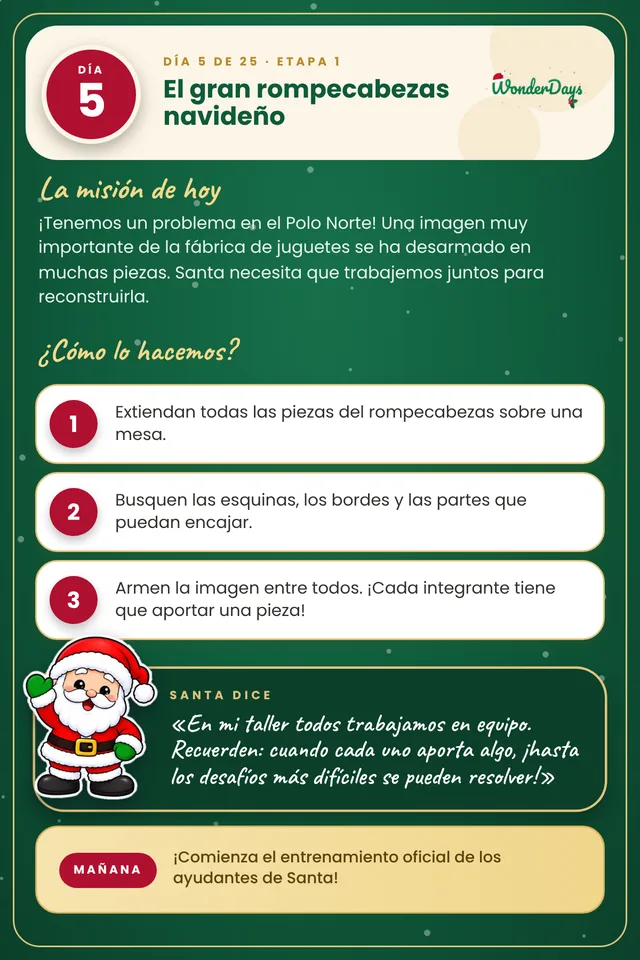 DÍA
5
DÍA 5 DE 25 · ETAPA 1
El gran rompecabezas
navideño
WonderDays
La misión de hoy
¡Tenemos un problema en el Polo Norte! Una imagen muy
importante de la fábrica de juguetes se ha desarmado en
muchas piezas. Santa necesita que trabajemos juntos para
reconstruirla.
¿Cómo lo hacemos?
1
Extiendan todas las piezas del rompecabezas sobre una
mesa.
2
Busquen las esquinas, los bordes y las partes que
puedan encajar.
3
Armen la imagen entre todos. ¡Cada integrante tiene
que aportar una pieza!
SANTA DICE
«En mi taller todos trabajamos en equipo.
Recuerden: cuando cada uno aporta algo, ¡hasta
los desafíos más difíciles se pueden resolver!»
MAÑANA
¡Comienza el entrenamiento oficial de los
ayudantes de Santa!